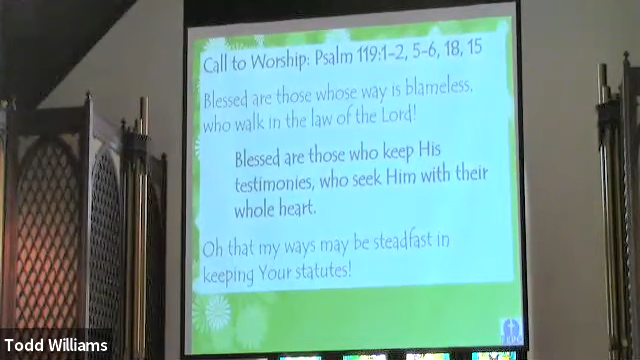 Call to Worship: Psalm 119:1-2, 5-6, 18, 15
Blessed are those whose way is blameless,
who walk in the law of the Lord!
Blessed are those who keep His
testimonies, who seek Him with their
whole heart.
Oh that my ways may be steadfast in
keeping Your statutes!
Todd Williams